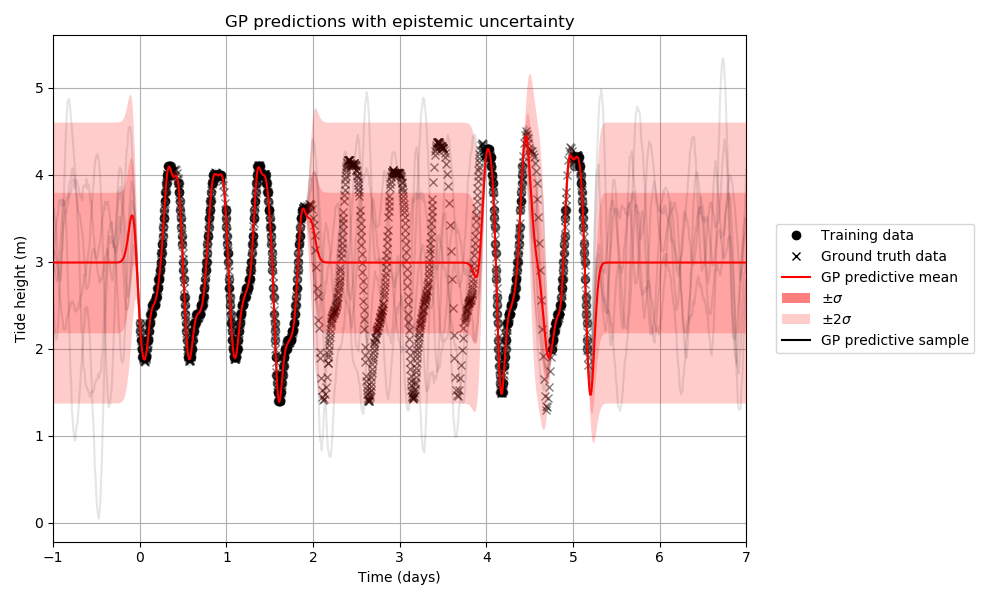 GP predictions with epistemic uncertainty
Tide height (m)
5
4
3
2
1
0
−1 0 1 2 3 4 5 6 7
Time (days)
Training data
Ground truth data
GP predictive mean
±σ
±2σ
GP predictive sample